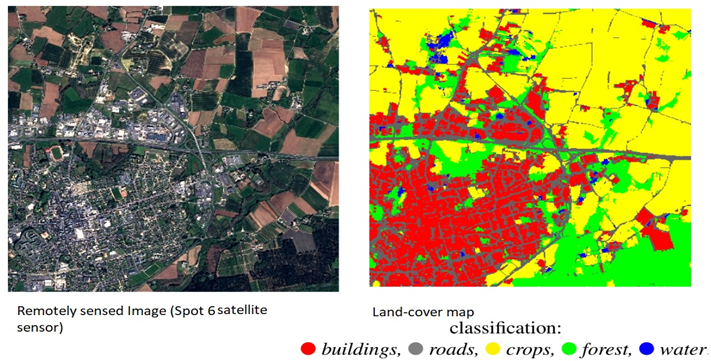 Remotely sensed Image (Spot 6 satellite
sensor)
Land-cover map
classification:
buildings, roads, crops, forest, water